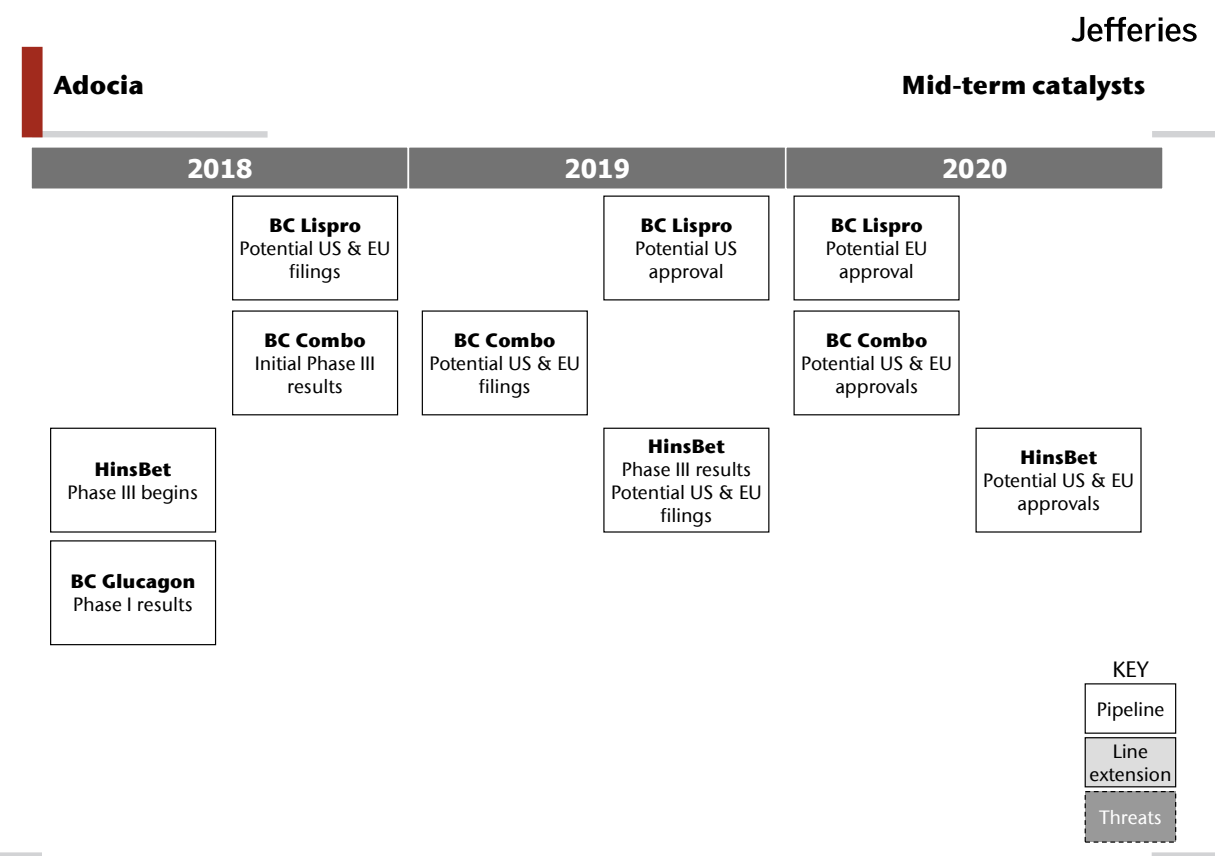 Jefferies
Adocia
Mid-term catalysts
2018
2019
2020
BC Lispro
Potential US & EU
filings
BC Lispro
Potential US
approval
BC Lispro
Potential EU
approval
BC Combo
Initial Phase III
results
BC Combo
Potential US & EU
filings
BC Combo
Potential US & EU
approvals
HinsBet
Phase III begins
HinsBet
Phase III results
Potential US & EU
filings
HinsBet
Potential US & EU
approvals
BC Glucagon
Phase I results
KEY
Pipeline
Line
extension
Threats